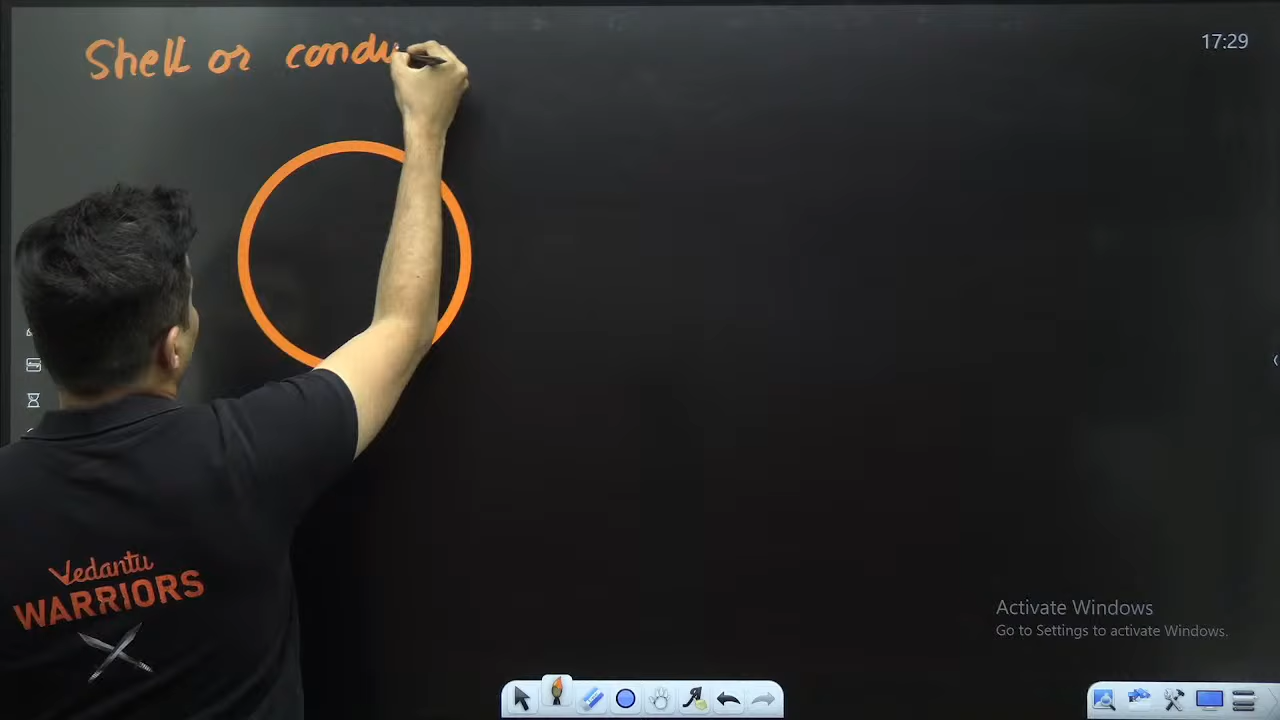 Shell or condu
17:29
Vedantu
WARRIORS
Activate Windows
Go to Settings to activate Windows.